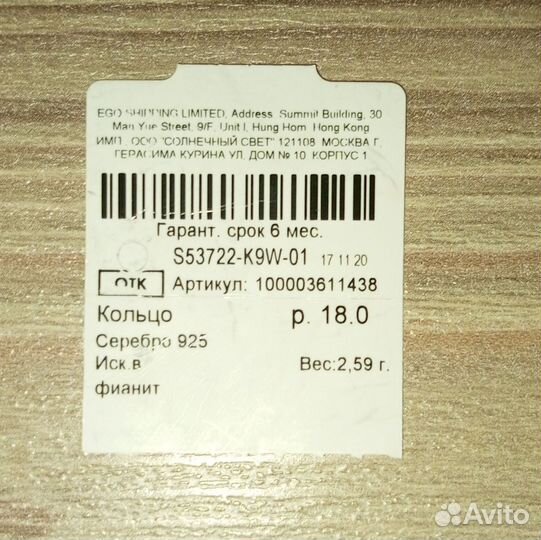 EGO SHIPPING LIMITED, Address Summit Building, 30
Man Yue Street, 9/F, Unit I, Hung Hom Hong Kong
ИМП. ООО "СОЛНЕЧНЫЙ СВЕТ" 121108 МОСКВА Г.
ГЕРАСИМА КУРИНА УЛ. ДОМ № 10 КОРПУС 1
Гарант. срок 6 мес.
S53722-K9W-01 17 11 20
ОТК Артикул: 100003611438
Кольцо р. 18.0
Серебро 925
Иск.в Вес:2,59 г.
фианит
Avito